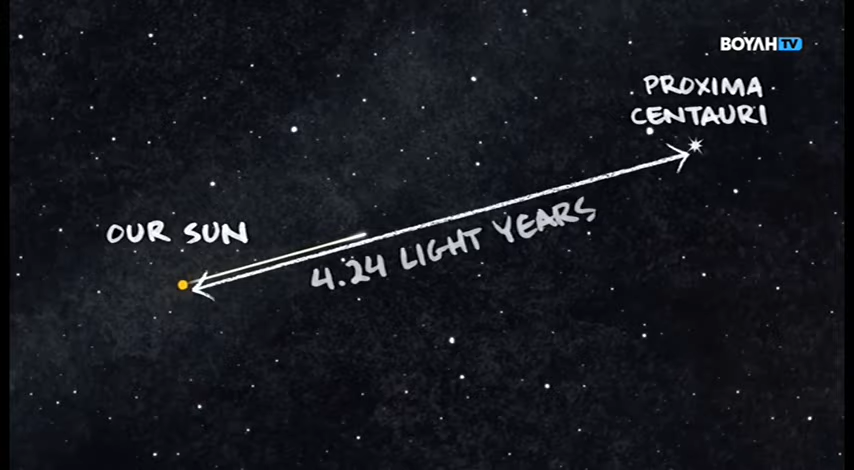 BOYAH TV
PROXIMA
CENTAURI
OUR SUN
4.24 LIGHT YEARS